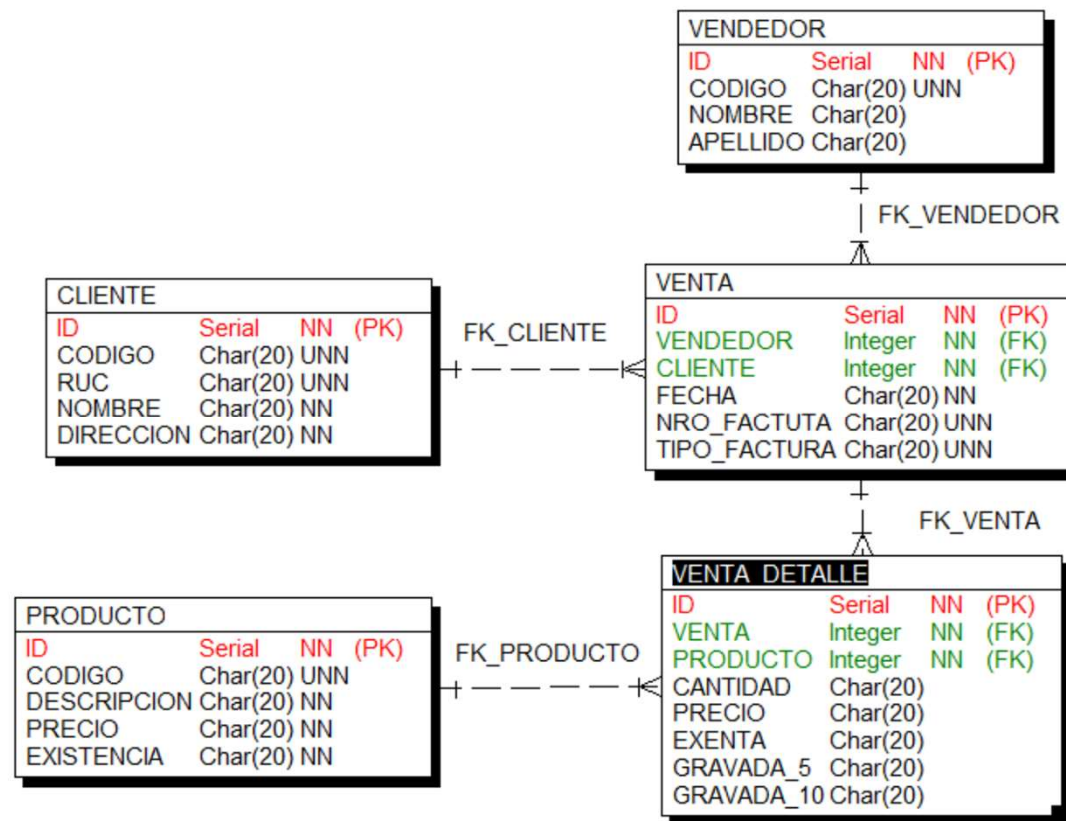 VENDEDOR
ID Serial NN (PK)
CODIGO Char(20) UNN
NOMBRE Char(20)
APELLIDO Char(20)
FK_VENDEDOR
CLIENTE
ID Serial NN (PK)
CODIGO Char(20) UNN
RUC Char(20) UNN
NOMBRE Char(20) NN
DIRECCION Char(20) NN
FK_CLIENTE
VENTA
ID Serial NN (PK)
VENDEDOR Integer NN (FK)
CLIENTE Integer NN (FK)
FECHA Char(20) NN
NRO_FACTUTA Char(20) UNN
TIPO_FACTURA Char(20) UNN
FK_VENTA
PRODUCTO
ID Serial NN (PK)
CODIGO Char(20) UNN
DESCRIPCION Char(20) NN
PRECIO Char(20) NN
EXISTENCIA Char(20) NN
FK_PRODUCTO
VENTA_DETALLE
ID Serial NN (PK)
VENTA Integer NN (FK)
PRODUCTO Integer NN (FK)
CANTIDAD Char(20)
PRECIO Char(20)
EXENTA Char(20)
GRAVADA_5 Char(20)
GRAVADA_10 Char(20)